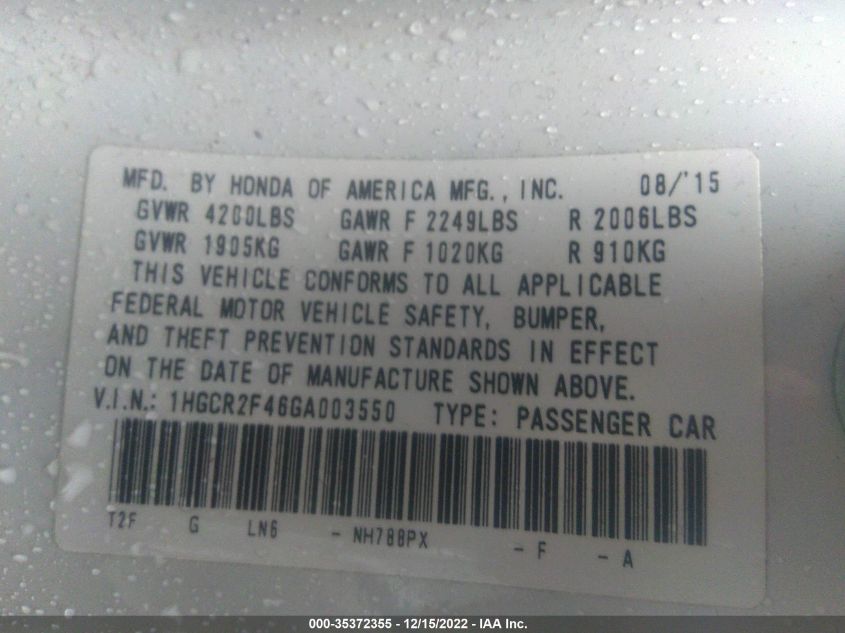 MFD. BY HONDA OF AMERICA MFG., INC. 08/'15
GVWR 4200LBS GAWR F 2249LBS R 2006LBS
GVWR 1905KG GAWR F 1020KG R 910KG
THIS VEHICLE CONFORMS TO ALL APPLICABLE
FEDERAL MOTOR VEHICLE SAFETY, BUMPER,
AND THEFT PREVENTION STANDARDS IN EFFECT
ON THE DATE OF MANUFACTURE SHOWN ABOVE.
V.I.N.: 1HGCR2F46GA003550 TYPE: PASSENGER CAR
T2F G LN6 - NH788PX - F - A
000-35372355 - 12/15/2022 - IAA Inc.